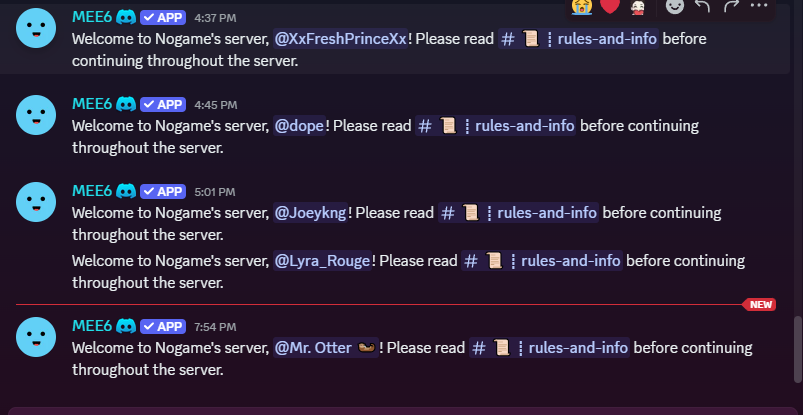 MEE6 ✓ APP 4:37 PM
Welcome to Nogame's server, @XxFreshPrinceXx! Please read # 📜 ┊rules-and-info before
continuing throughout the server.
MEE6 ✓ APP 4:45 PM
Welcome to Nogame's server, @dope! Please read # 📜 ┊rules-and-info before continuing
throughout the server.
MEE6 ✓ APP 5:01 PM
Welcome to Nogame's server, @Joeykng! Please read # 📜 ┊rules-and-info before continuing
throughout the server.
Welcome to Nogame's server, @Lyra_Rouge! Please read # 📜 ┊rules-and-info before continuing
throughout the server.
NEW
MEE6 ✓ APP 7:54 PM
Welcome to Nogame's server, @Mr. Otter 🦦! Please read # 📜 ┊rules-and-info before continuing
throughout the server.